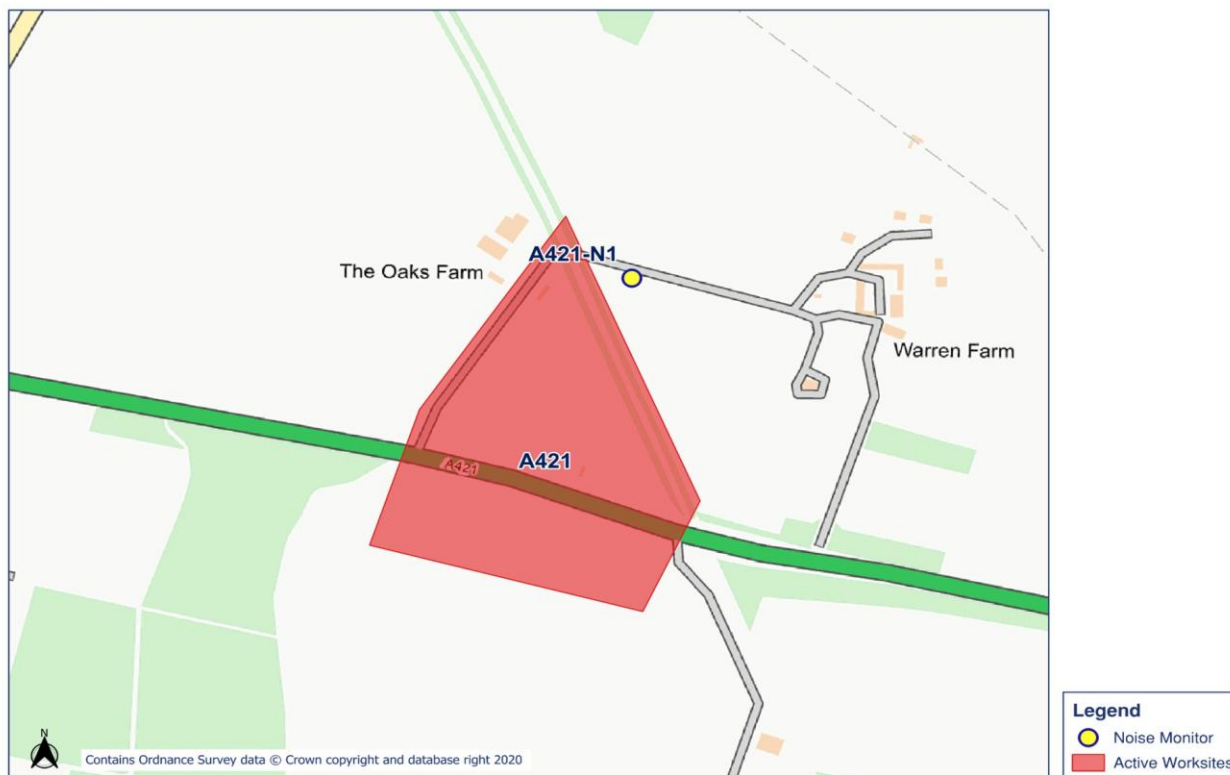 A421-N1
The Oaks Farm
Warren Farm
A421
A421
N
Contains Ordnance Survey data © Crown copyright and database right 2020
Legend
Noise Monitor
Active Worksites